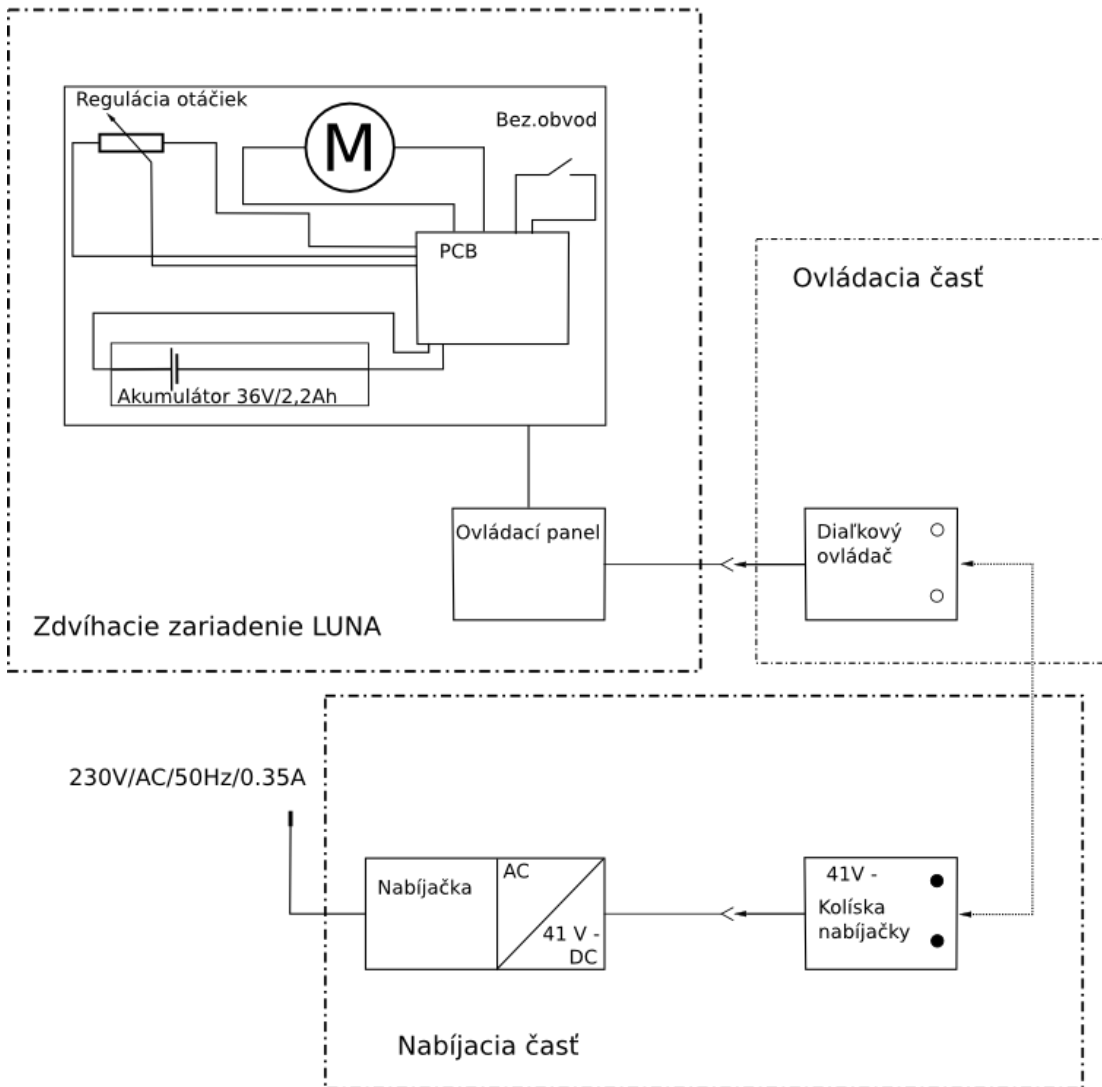 Regulácia otáčiek
M
Bez.obvod
PCB
Akumulátor 36V/2,2Ah
Ovládací panel
Zdvíhacie zariadenie LUNA
Ovládacia časť
Diaľkový
ovládač
230V/AC/50Hz/0.35A
Nabíjačka
AC
41 V -
DC
41V -
Kolíska
nabíjačky
Nabíjacia časť